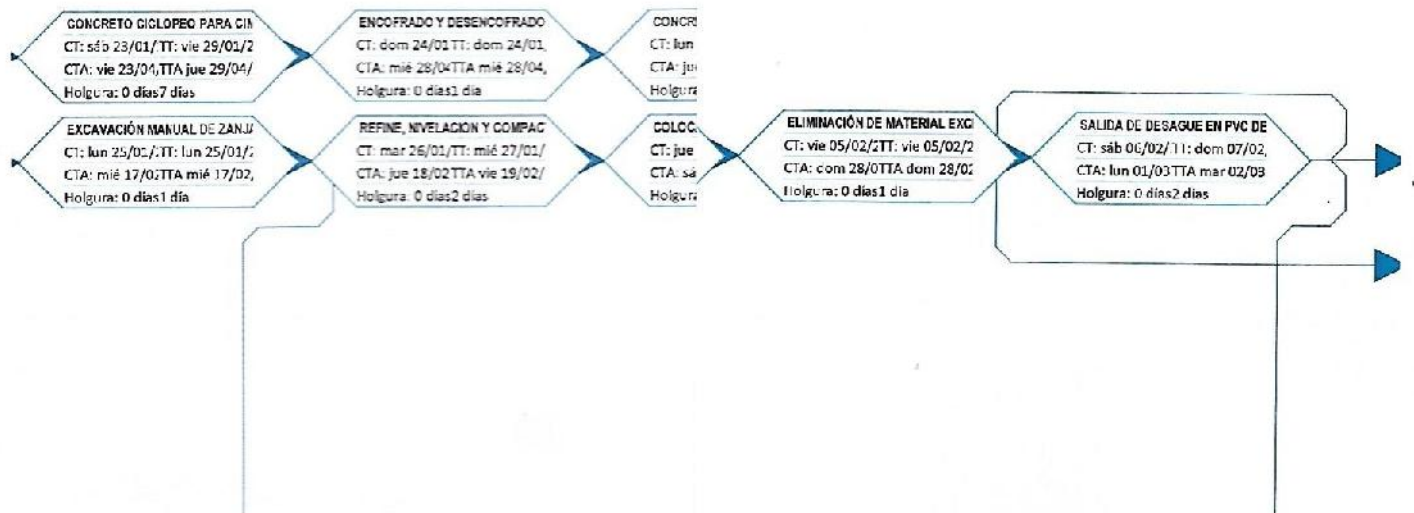 CONCRETO CICLOPEO PARA CIM
CT: sáb 23/01/2TT: vie 29/01/2
CTA: vie 23/04,TTA jue 29/04/
Holgura: 0 días7 días
ENCOFRADO Y DESENCOFRADO
CT: dom 24/01TT: dom 24/01,
CTA: mié 28/04TTA mié 28/04,
Holgura: 0 días1 día
CONCR
CT: lun
CTA: jue
Holgura
EXCAVACIÓN MANUAL DE ZANJA
CT: lun 25/01/2TT: lun 25/01/2
CTA: mié 17/02TTA mié 17/02,
Holgura: 0 días1 día
REFINE, NIVELACION Y COMPAC
CT: mar 26/01/TT: mié 27/01/
CTA: jue 18/02TTA vie 19/02/
Holgura: 0 días2 días
COLOC
CT: jue
CTA: sá
Holgura
ELIMINACIÓN DE MATERIAL EXC
CT: vie 05/02/2TT: vie 05/02/2
CTA: dom 28/0TTA dom 28/02
Holgura: 0 días1 día
SALIDA DE DESAGUE EN PVC DE
CT: sáb 06/02/TT: dom 07/02,
CTA: lun 01/03TTA mar 02/03
Holgura: 0 días2 días